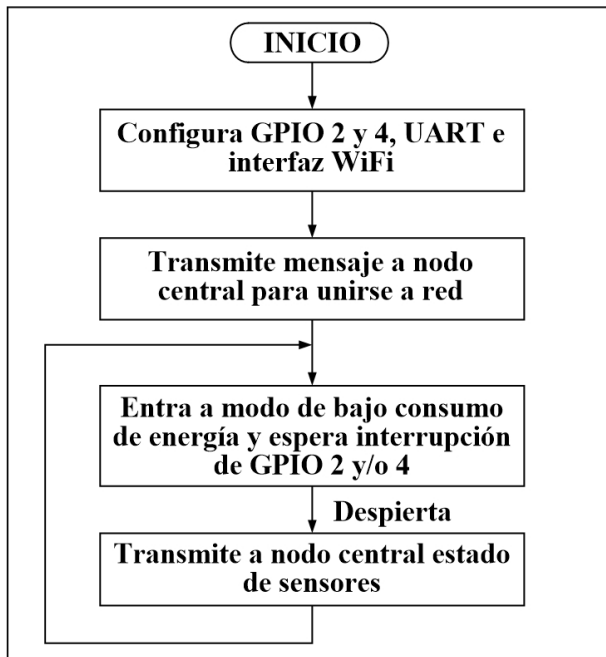 INICIO
Configura GPIO 2 y 4, UART e
interfaz WiFi
Transmite mensaje a nodo
central para unirse a red
Entra a modo de bajo consumo
de energía y espera interrupción
de GPIO 2 y/o 4
Despierta
Transmite a nodo central estado
de sensores